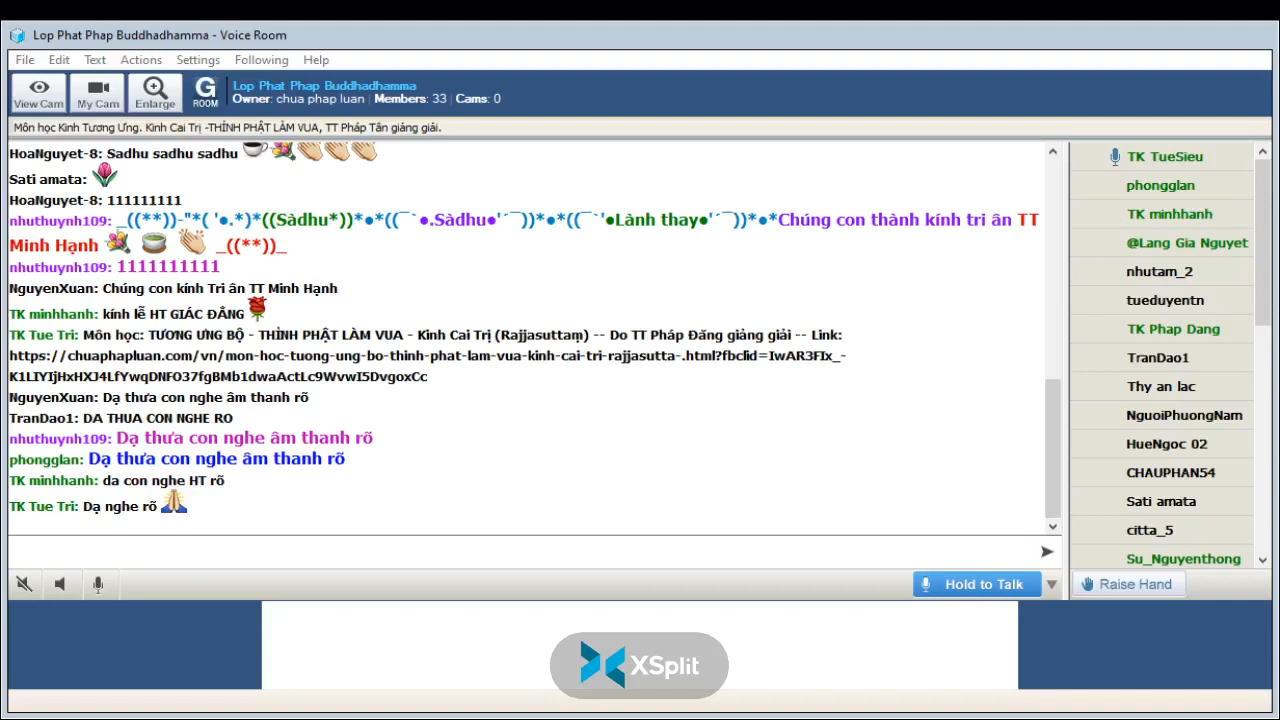 Lop Phat Phap Buddhadhamma - Voice Room
File Edit Text Actions Settings Following Help
View Cam My Cam Enlarge G ROOM
Lop Phat Phap Buddhadhamma
Owner: chua phap luan | Members: 33 | Cams: 0
Môn học Kinh Tương Ưng. Kinh Cai Trị -THỈNH PHẬT LÀM VUA, TT Pháp Tân giảng giải.
HoaNguyet-8: Sadhu sadhu sadhu
Sati amata:
HoaNguyet-8: 111111111
nhuthuynh109: _((**))-"*( '●.*)*((Sàdhu*))*●*((¯`●.Sàdhu●'´¯))*●*((¯`'●Lành thay●'´¯))*●*Chúng con thành kính tri ân TT
Minh Hạnh _((**))_
nhuthuynh109: 1111111111
NguyenXuan: Chúng con kính Tri ân TT Minh Hạnh
TK minhhanh: kính lễ HT GIÁC ĐẲNG
TK Tue Tri: Môn học: TƯƠNG ƯNG BỘ - THỈNH PHẬT LÀM VUA - Kinh Cai Trị (Rajjasuttaṃ) -- Do TT Pháp Đăng giảng giải -- Link:
https://chuaphapluan.com/vn/mon-hoc-tuong-ung-bo-thinh-phat-lam-vua-kinh-cai-tri-rajjasutta-.html?fbclid=IwAR3FIx_-
K1LIYIjHxHXJ4LfYwqDNFO37fgBMb1dwaActLc9WvwI5DvgoxCc
NguyenXuan: Dạ thưa con nghe âm thanh rõ
TranDao1: DA THUA CON NGHE RO
nhuthuynh109: Dạ thưa con nghe âm thanh rõ
phongglan: Dạ thưa con nghe âm thanh rõ
TK minhhanh: da con nghe HT rõ
TK Tue Tri: Dạ nghe rõ
TK TueSieu
phongglan
TK minhhanh
@Lang Gia Nguyet
nhutam_2
tueduyentn
TK Phap Dang
TranDao1
Thy an lac
NguoiPhuongNam
HueNgoc 02
CHAUPHAN54
Sati amata
citta_5
Su_Nguyenthong
Hold to Talk
Raise Hand
XSplit